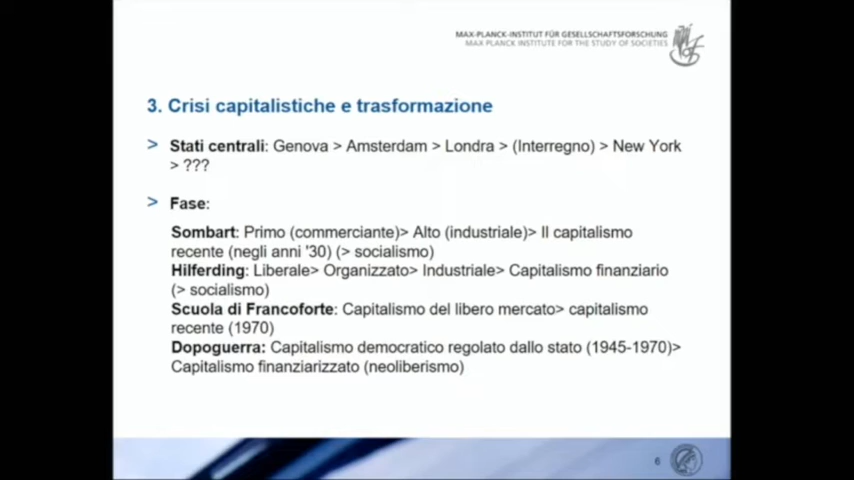 MAX-PLANCK-INSTITUT FÜR GESELLSCHAFTSFORSCHUNG
MAX PLANCK INSTITUTE FOR THE STUDY OF SOCIETIES
3. Crisi capitalistiche e trasformazione
> Stati centrali: Genova > Amsterdam > Londra > (Interregno) > New York
> ???
> Fase:
Sombart: Primo (commerciante)> Alto (industriale)> Il capitalismo
recente (negli anni '30) (> socialismo)
Hilferding: Liberale> Organizzato> Industriale> Capitalismo finanziario
(> socialismo)
Scuola di Francoforte: Capitalismo del libero mercato> capitalismo
recente (1970)
Dopoguerra: Capitalismo democratico regolato dallo stato (1945-1970)>
Capitalismo finanziarizzato (neoliberismo)
6